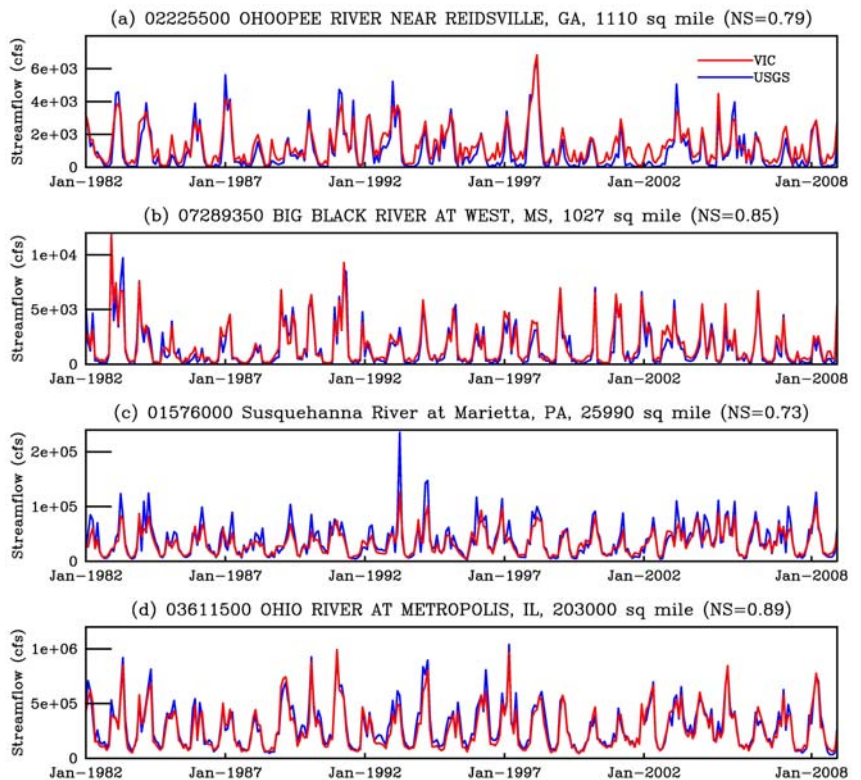 (a) 02225500 OHOOPEE RIVER NEAR REIDSVILLE, GA, 1110 sq mile (NS=0.79)
Streamflow (cfs)
6e+03
4e+03
2e+03
0
VIC
USGS
Jan-1982 Jan-1987 Jan-1992 Jan-1997 Jan-2002 Jan-2008
(b) 07289350 BIG BLACK RIVER AT WEST, MS, 1027 sq mile (NS=0.85)
Streamflow (cfs)
1e+04
5e+03
0
Jan-1982 Jan-1987 Jan-1992 Jan-1997 Jan-2002 Jan-2008
(c) 01576000 Susquehanna River at Marietta, PA, 25990 sq mile (NS=0.73)
Streamflow (cfs)
2e+05
1e+05
0
Jan-1982 Jan-1987 Jan-1992 Jan-1997 Jan-2002 Jan-2008
(d) 03611500 OHIO RIVER AT METROPOLIS, IL, 203000 sq mile (NS=0.89)
Streamflow (cfs)
1e+06
5e+05
0
Jan-1982 Jan-1987 Jan-1992 Jan-1997 Jan-2002 Jan-2008